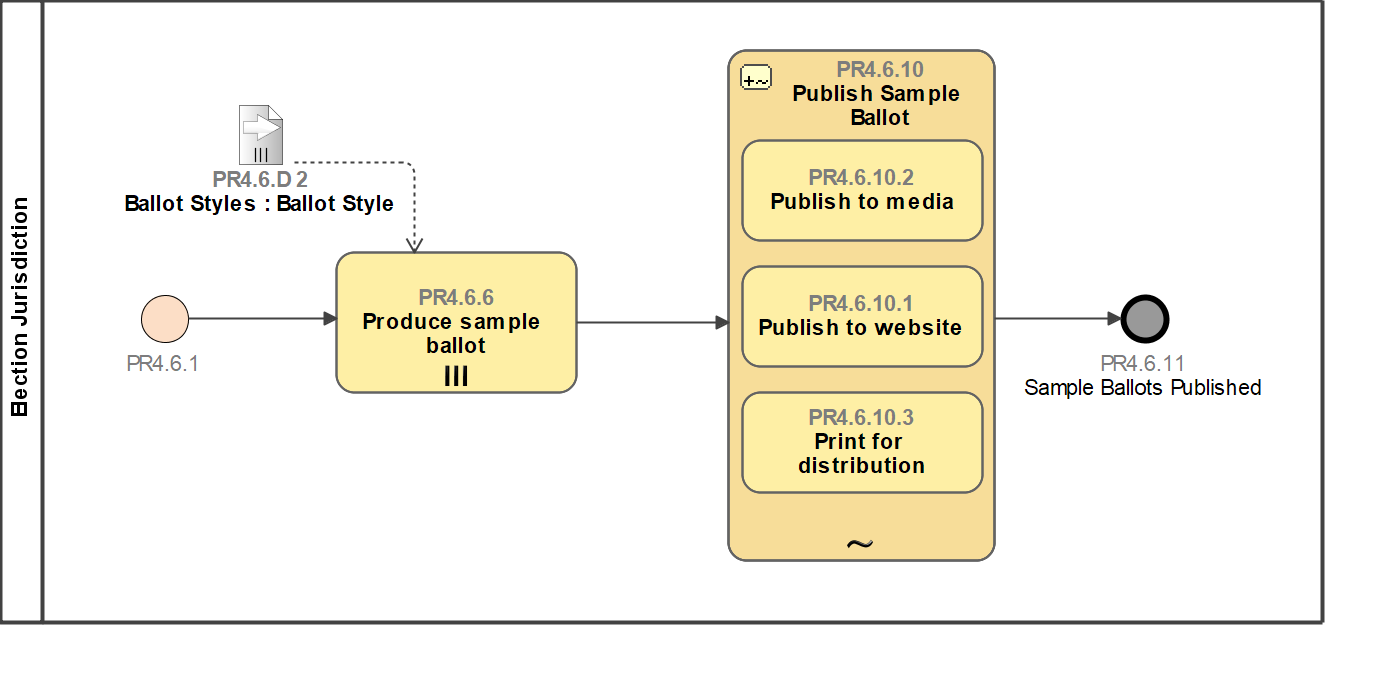 Election Jurisdiction
PR4.6.D 2
Ballot Styles : Ballot Style
PR4.6.1
PR4.6.6
Produce sample
ballot
PR4.6.10
Publish Sample
Ballot
PR4.6.10.2
Publish to media
PR4.6.10.1
Publish to website
PR4.6.10.3
Print for
distribution
PR4.6.11
Sample Ballots Published